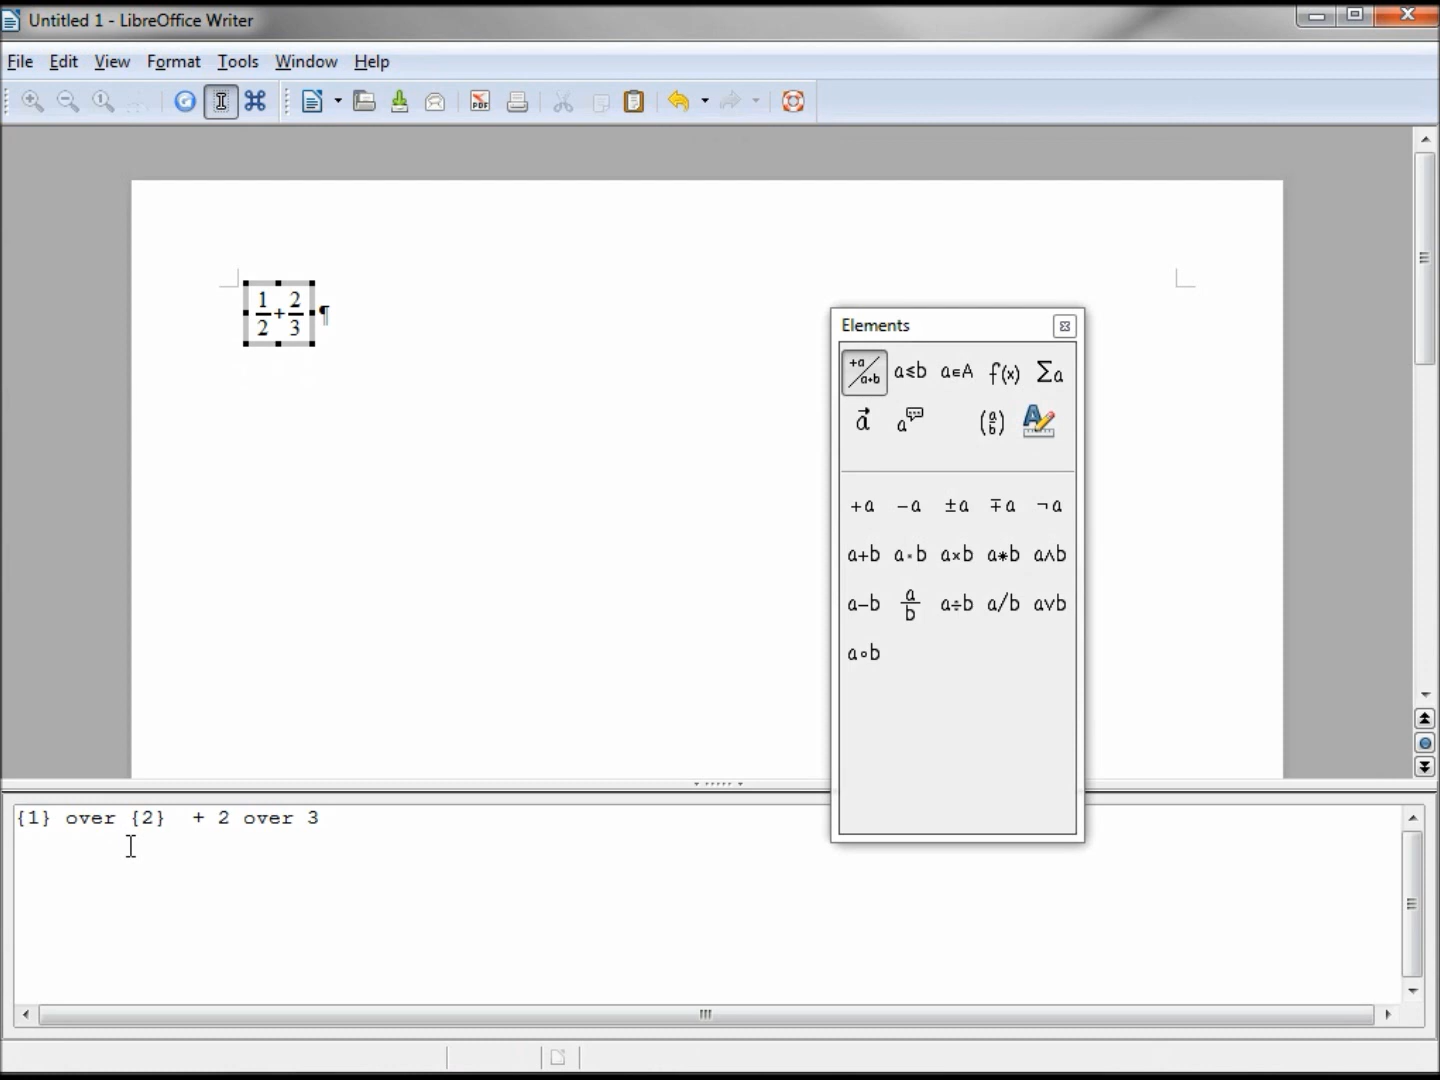 Untitled 1 - LibreOffice Writer
File Edit View Format Tools Window Help
PDF
1/2+2/3 ¶
Elements
+a/a+b a≤b a∈A f(x) Σa
a⃗ a (a/b) A
+a −a ±a ∓a ¬a
a+b a·b a×b a∗b a∧b
a−b a/b a÷b a/b a∨b
a∘b
{1} over {2}  + 2 over 3